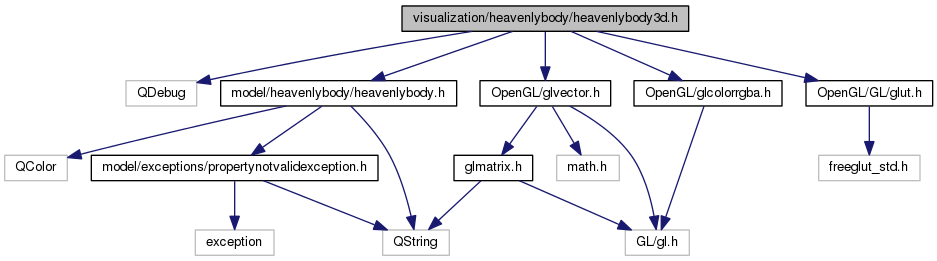 visualization/heavenlybody/heavenlybody3d.h
QDebug
model/heavenlybody/heavenlybody.h
OpenGL/glvector.h
OpenGL/glcolorrgba.h
OpenGL/GL/glut.h
QColor
model/exceptions/propertynotvalidexception.h
glmatrix.h
math.h
freeglut_std.h
exception
QString
GL/gl.h